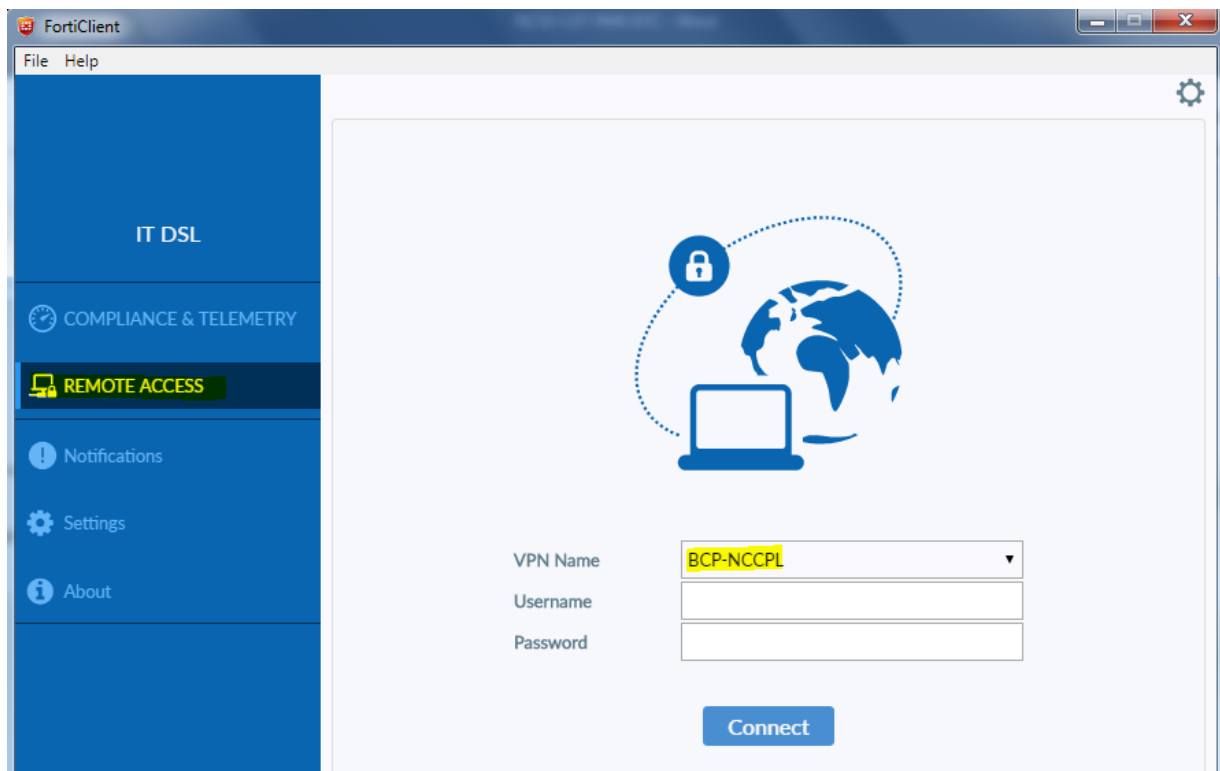 FortiClient
File Help
IT DSL
COMPLIANCE & TELEMETRY
REMOTE ACCESS
Notifications
Settings
About
VPN Name BCP-NCCPL
Username
Password
Connect